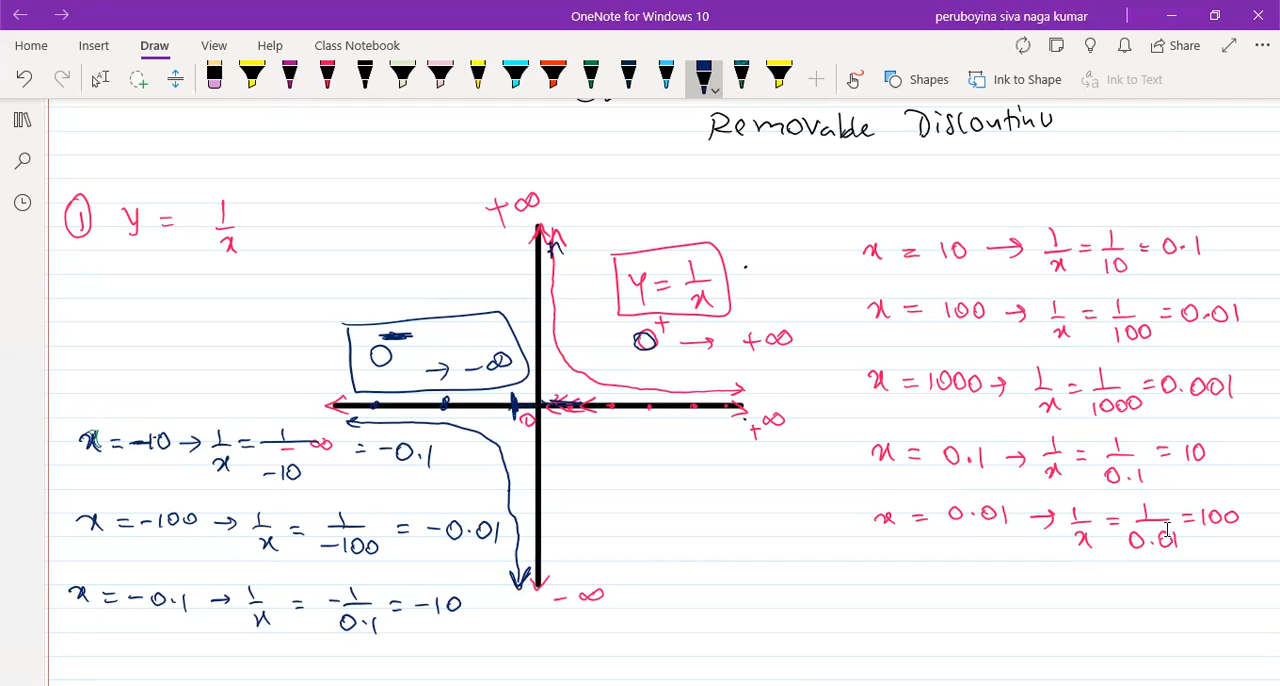 OneNote for Windows 10
peruboyina siva naga kumar
Home Insert Draw View Help Class Notebook
Share
Shapes
Ink to Shape
Ink to Text
Removable Discontinu
① y = 1/x
+∞
y = 1/x
0⁺ → +∞
0⁻ → -∞
0
+∞
-∞
-∞
x = -10 → 1/x = 1/-10 = -0.1
x = -100 → 1/x = 1/-100 = -0.01
x = -0.1 → 1/x = -1/0.1 = -10
x = 10 → 1/x = 1/10 = 0.1
x = 100 → 1/x = 1/100 = 0.01
x = 1000 → 1/x = 1/1000 = 0.001
x = 0.1 → 1/x = 1/0.1 = 10
x = 0.01 → 1/x = 1/0.01 = 100